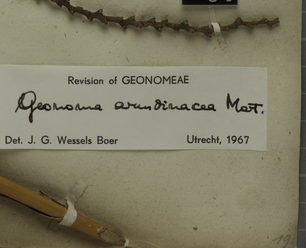 Revision of GEONOMEAE
Geonoma arundinacea Mart.
Det. J. G. Wessels Boer Utrecht, 1967